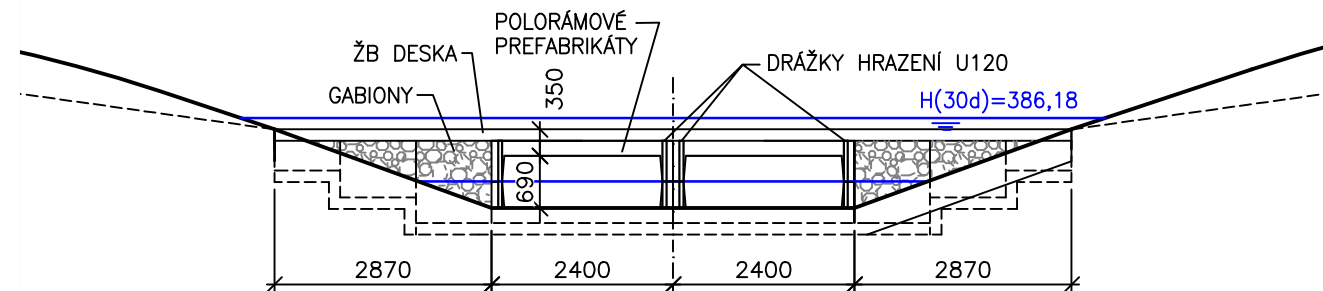 POLORÁMOVÉ
PREFABRIKÁTY
ŽB DESKA
350
DRÁŽKY HRAZENÍ U120
GABIONY
H(30d)=386,18
690
2870
2400
2400
2870